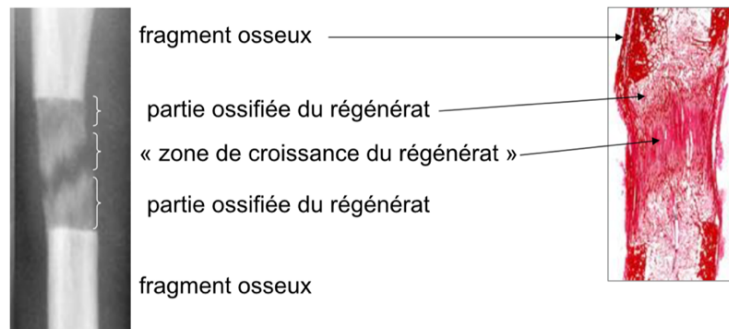 fragment osseux
partie ossifiée du régénérat
« zone de croissance du régénérat »
partie ossifiée du régénérat
fragment osseux